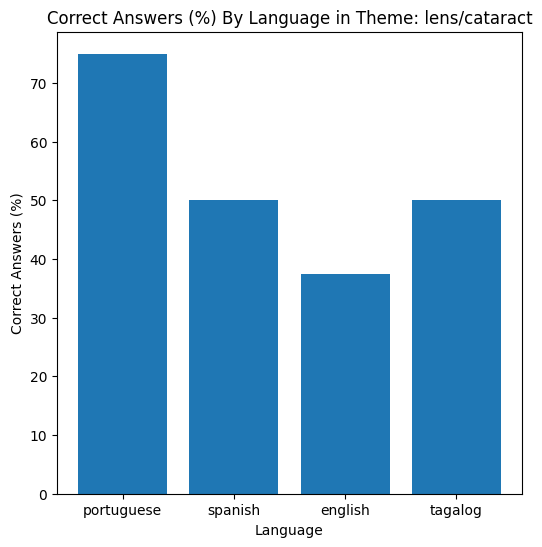 Correct Answers (%) By Language in Theme: lens/cataract
Correct Answers (%)
70
60
50
40
30
20
10
0
portuguese spanish english tagalog
Language